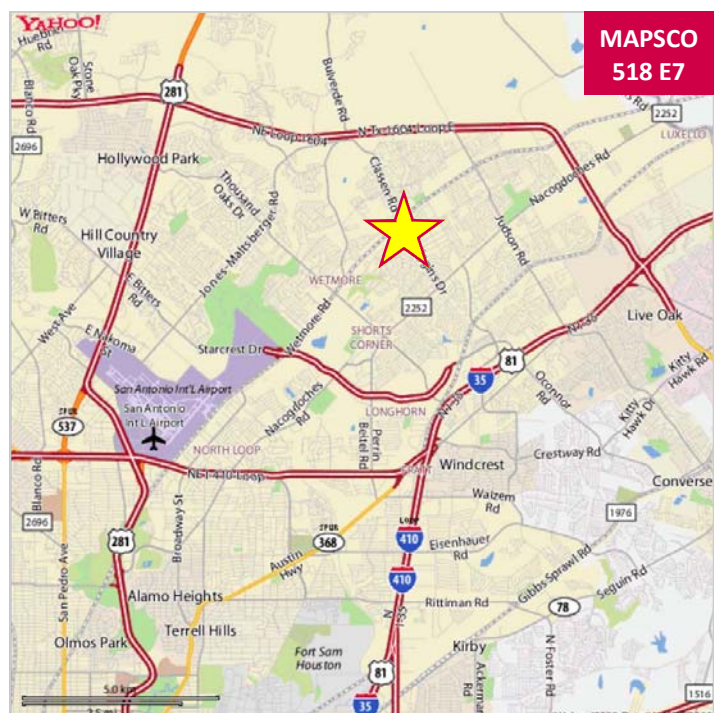 YAHOO!
MAPSCO
518 E7
Huebner
Rd
Stone
Oak Pky
Blanco Rd
281
Bulverde Rd
2252
LUXELLO
2696
NE Loop-1604
N Tx-1604 Loop E
Hollywood Park
Classen Rd
Nacogdoches Rd
Thousand
Oaks Dr
W Bitters
Rd
Hill Country
Village
Jones-Maltsberger Rd
Judson Rd
E Bitters
Rd
WETMORE
2252
West Ave
Wetmore Rd
SHORTS
CORNER
Live Oak
E Nakoma
St
Starcrest Dr
N I-35
81
35
Kitty
Hawk Rd
San Antonio Int'L Airport
San Antonio
Int L Airport
Oconnor
Rd
Nacogdoches
Rd
LONGHORN
N I-35
Kitty
Hawk Dr
SPUR
537
NORTH LOOP
Perrin
Beitel Rd
Windcrest
Crestway Rd
NE I-410-Loop
CRAFT
Blanco Rd
Converse
Walzem
Rd
2696
Broadway St
1976
281
SPUR
368
LOOP
410
Eisenhauer
Rd
San Pedro Ave
Austin
Hwy
410
Gibbs Sprawl Rd
Seguin Rd
Alamo Heights
Rittiman Rd
78
Terrell Hills
N
I-35
Olmos Park
Fort Sam
Houston
Kirby
N Foster Rd
81
Ackerman
Rd
5.0 km
1516
35